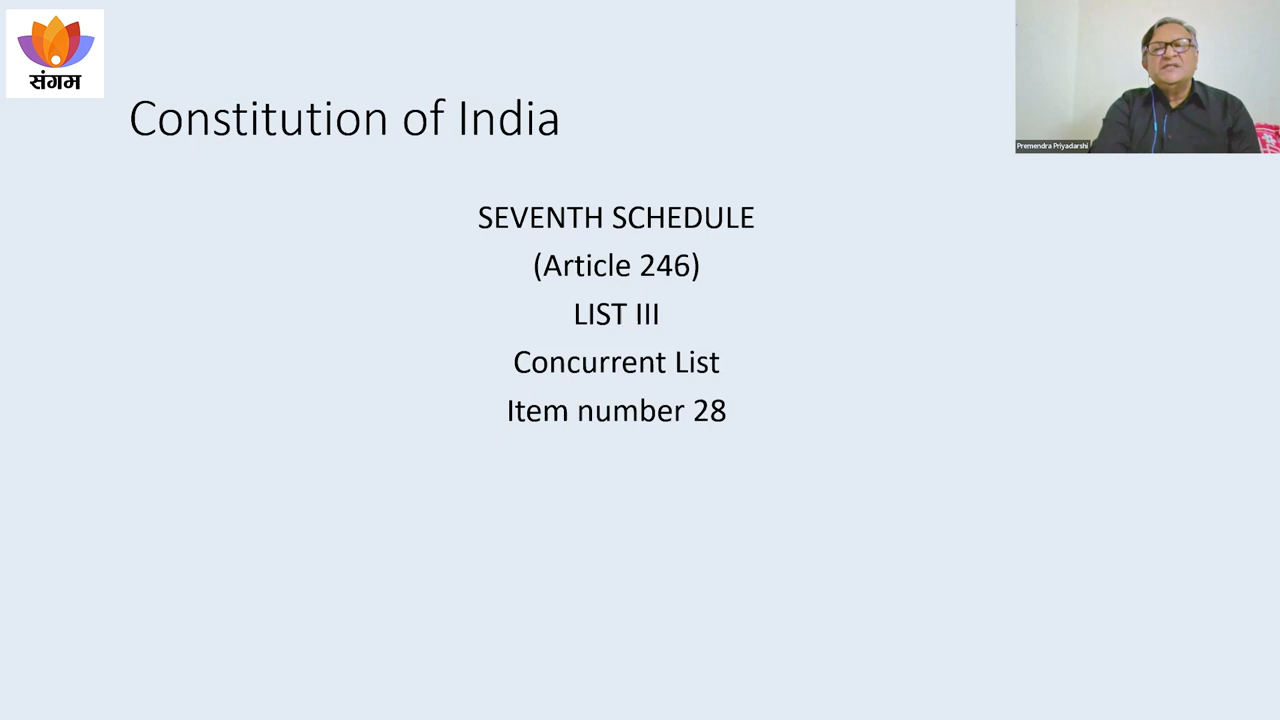 संगम
Constitution of India
Premendra Priyadarshi
SEVENTH SCHEDULE
(Article 246)
LIST III
Concurrent List
Item number 28